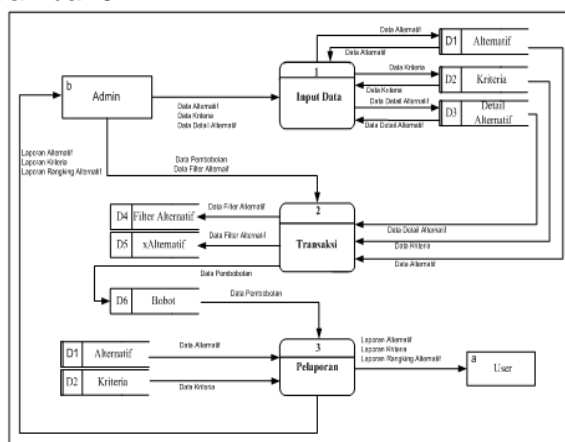 Data Alternatif
D1 Alternatif
Data Alternatif
1
Data Kriteria
b
Admin
Input Data
D2 Kriteria
Data Kriteria
Data Alternatif
Data Kriteria
Data Detail Alternatif
Data Detail Alternatif
D3 Detail Alternatif
Data Detail Alternatif
Laporan Alternatif
Laporan Kriteria
Laporan Rangking Alternatif
Data Pembobolan
Data Filter Alternatif
2
D4 Filter Alternatif
Data Filter Alternatif
Data Detail Alternatif
Transaksi
D5 xAlternatif
Data Filter Alternatif
Data Kriteria
Data Pembobolan
Data Alternatif
D6 Bobot
Data Pembobolan
3
Laporan Alternatif
Laporan Kriteria
Laporan Rangking Alternatif
D1 Alternatif
Data Alternatif
Pelaporan
a
User
D2 Kriteria
Data Kriteria